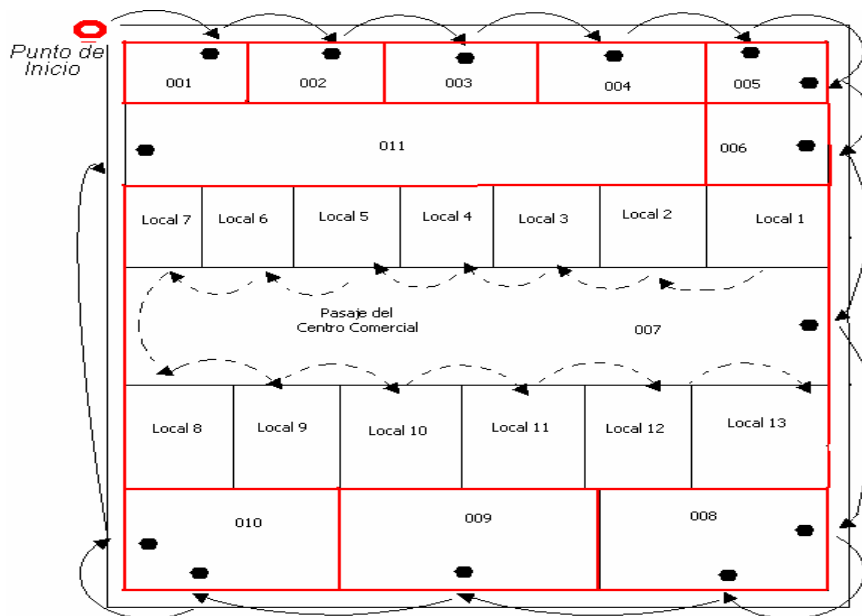 Punto de
Inicio
001
002
003
004
005
011
006
Local 7
Local 6
Local 5
Local 4
Local 3
Local 2
Local 1
Pasaje del
Centro Comercial
007
Local 8
Local 9
Local 10
Local 11
Local 12
Local 13
010
009
008